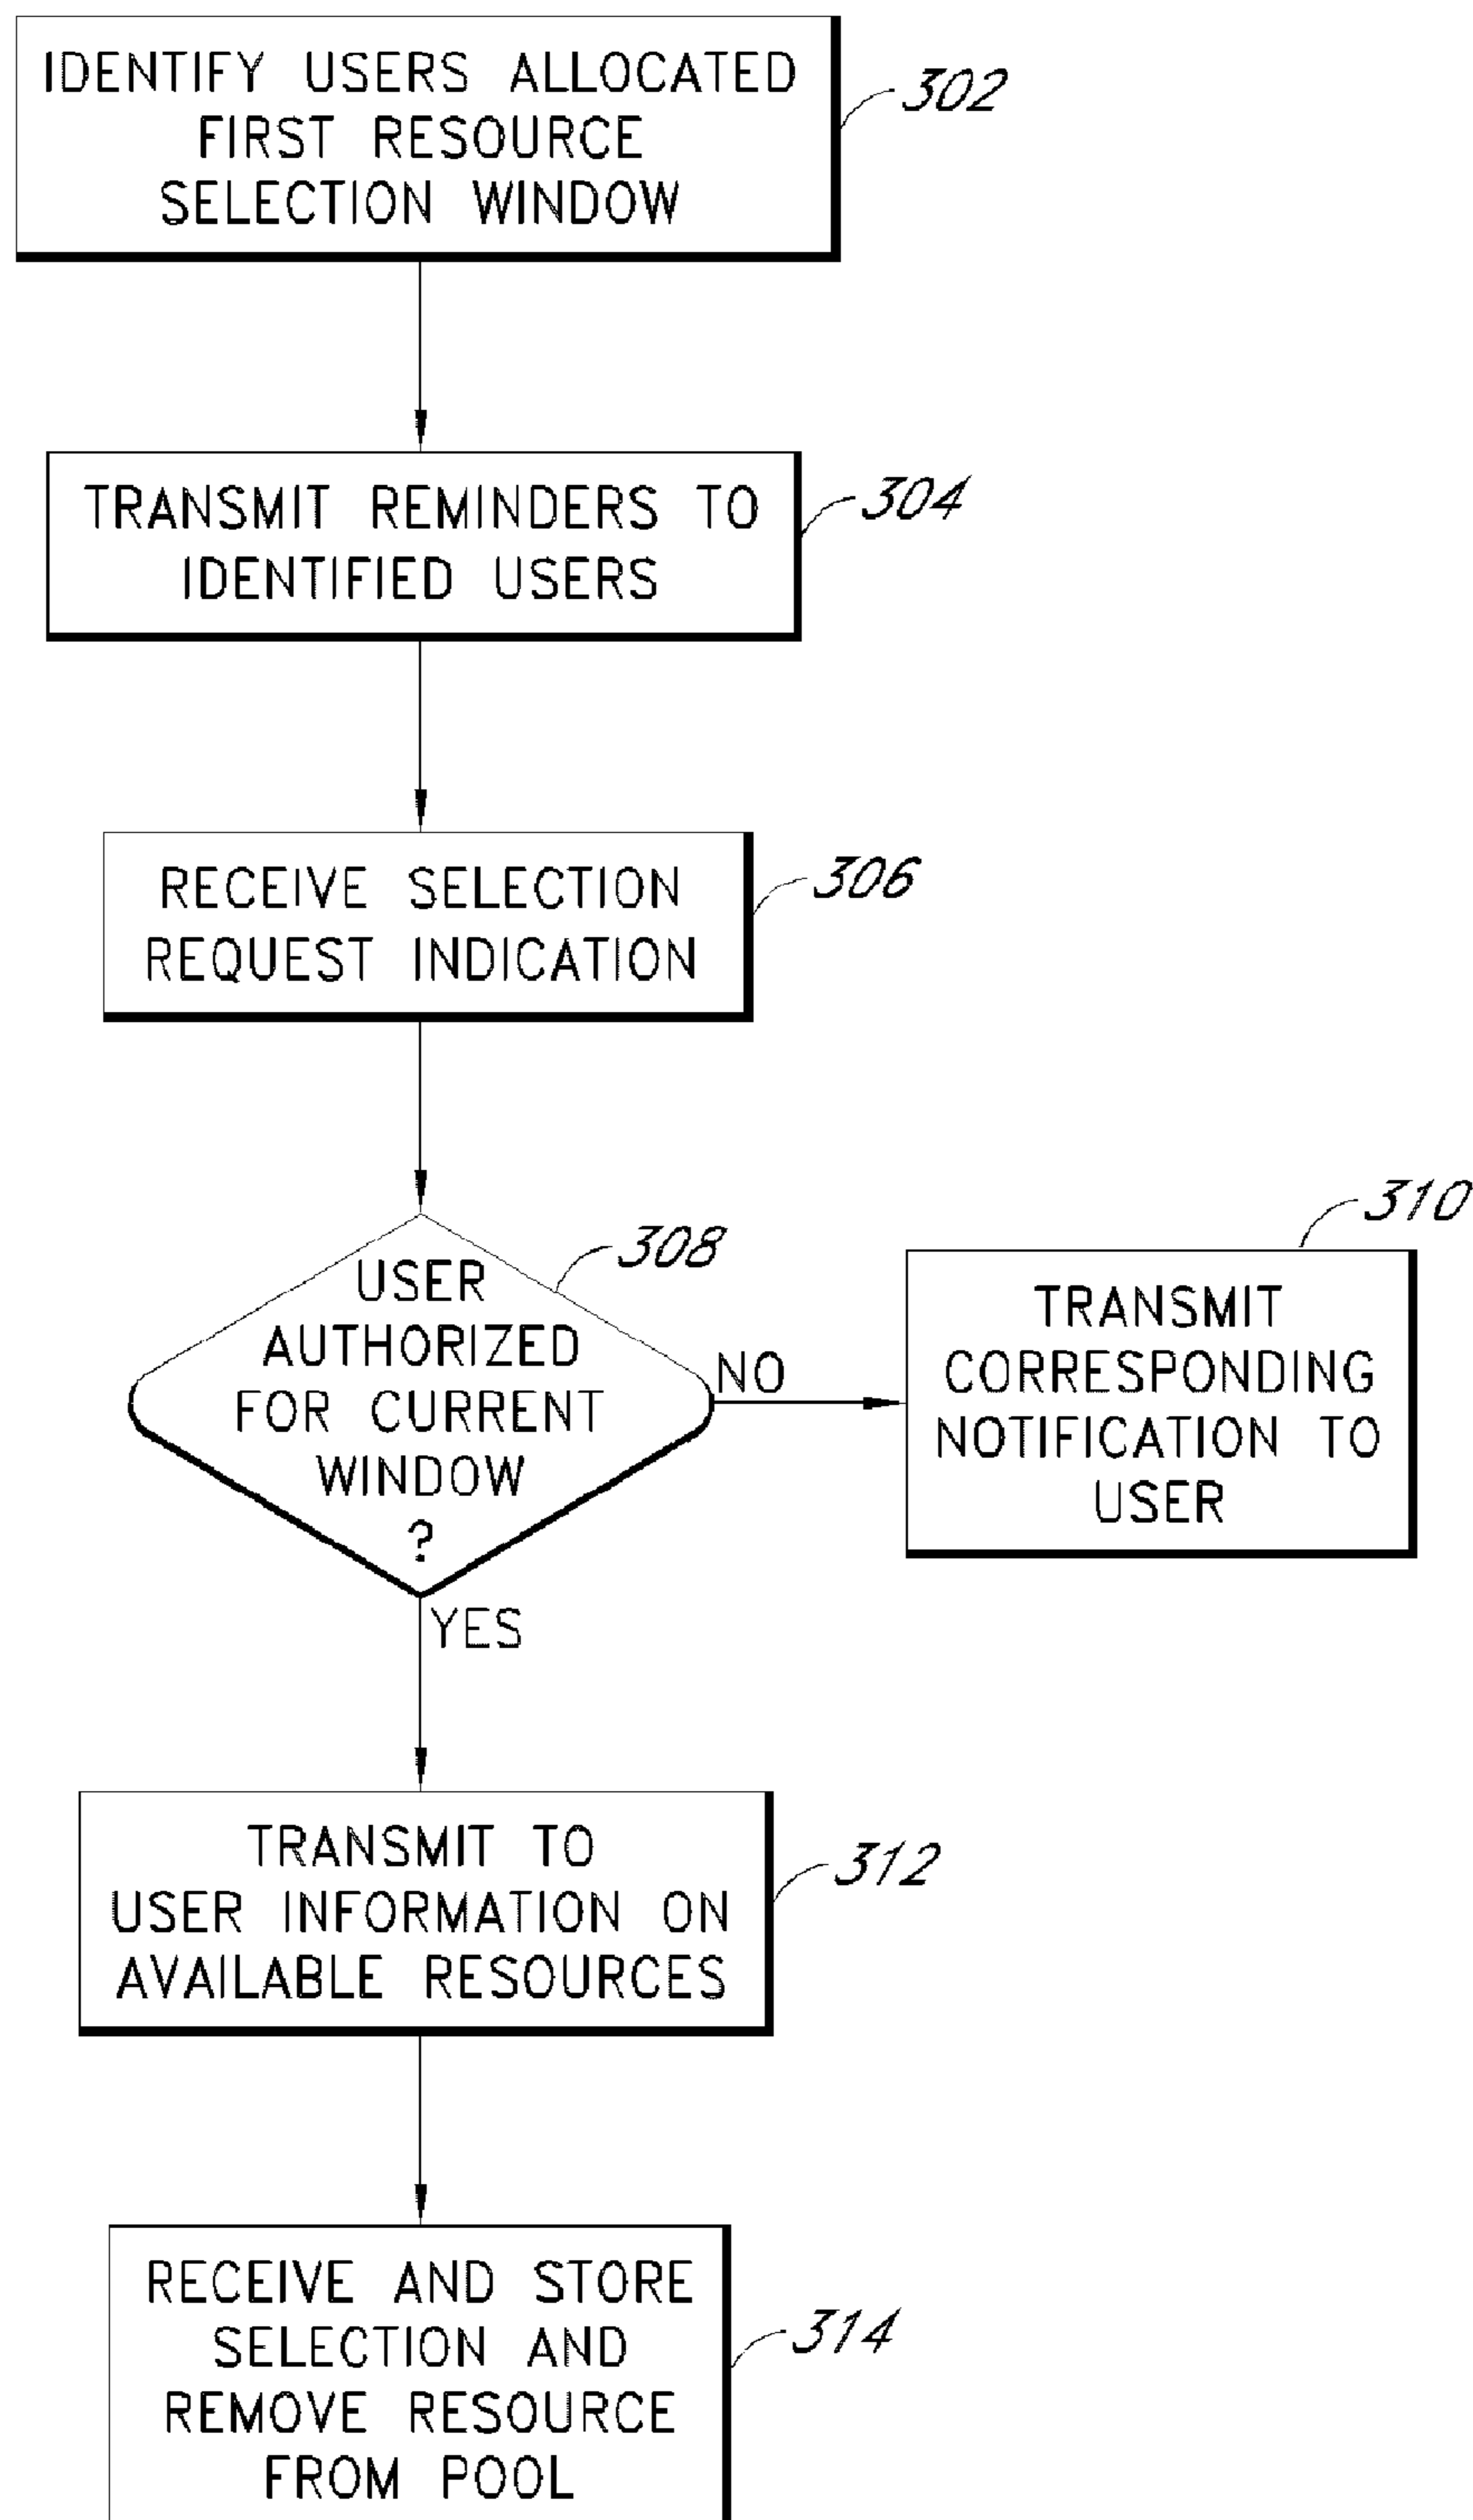 IDENTIFY USERS ALLOCATED
FIRST RESOURCE
SELECTION WINDOW
302
TRANSMIT REMINDERS TO
IDENTIFIED USERS
304
RECEIVE SELECTION
REQUEST INDICATION
306
USER
AUTHORIZED
FOR CURRENT
WINDOW
?
308
NO
TRANSMIT
CORRESPONDING
NOTIFICATION TO
USER
310
YES
TRANSMIT TO
USER INFORMATION ON
AVAILABLE RESOURCES
312
RECEIVE AND STORE
SELECTION AND
REMOVE RESOURCE
FROM POOL
314